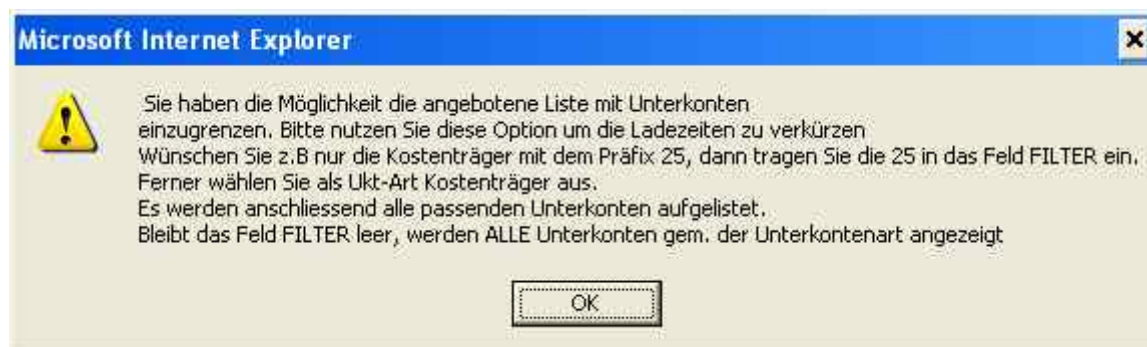 Microsoft Internet Explorer
Sie haben die Möglichkeit die angebotene Liste mit Unterkonten
einzugrenzen. Bitte nutzen Sie diese Option um die Ladezeiten zu verkürzen
Wünschen Sie z.B nur die Kostenträger mit dem Präfix 25, dann tragen Sie die 25 in das Feld FILTER ein.
Ferner wählen Sie als Ukt-Art Kostenträger aus.
Es werden anschliessend alle passenden Unterkonten aufgelistet.
Bleibt das Feld FILTER leer, werden ALLE Unterkonten gem. der Unterkontenart angezeigt
OK